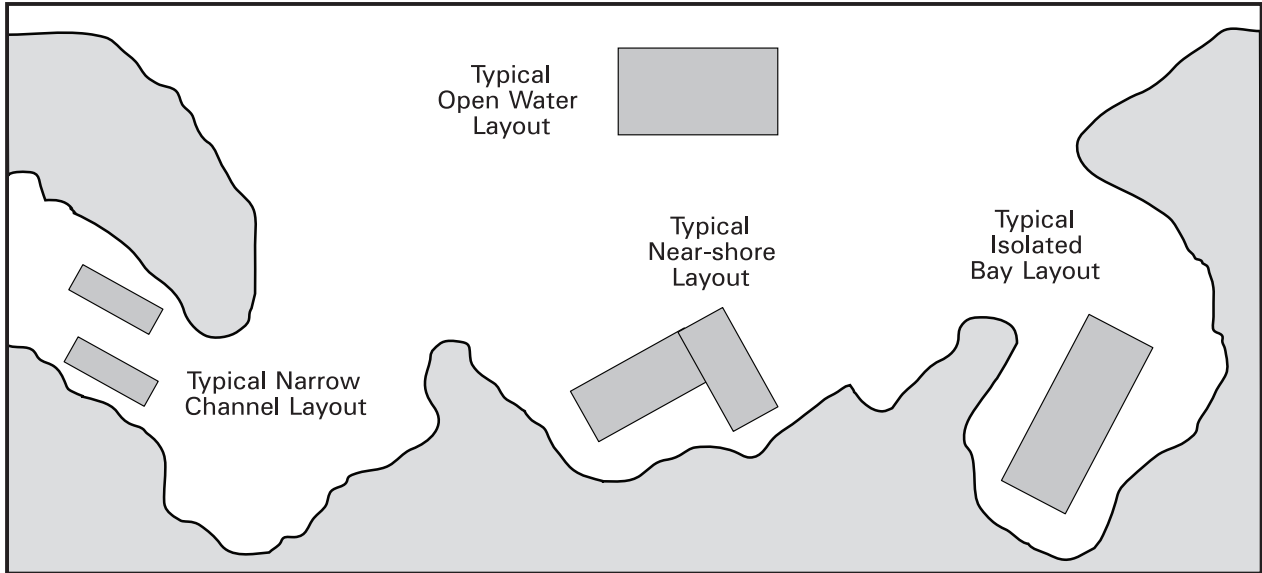 Typical
Open Water
Layout
Typical
Near-shore
Layout
Typical
Isolated
Bay Layout
Typical Narrow
Channel Layout